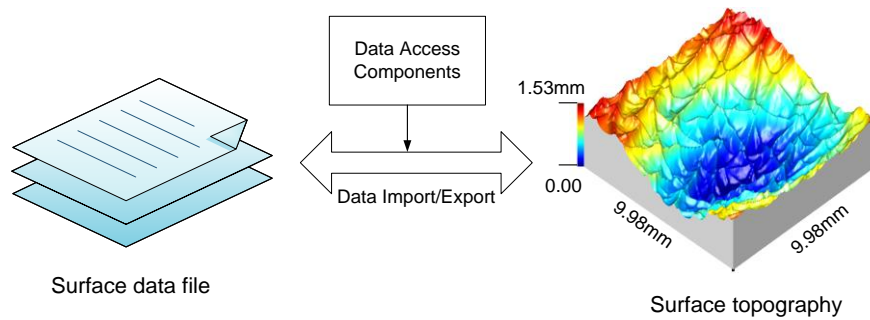 Data Access
Components
Data Import/Export
Surface data file
1.53mm
0.00
9.98mm
9.98mm
Surface topography